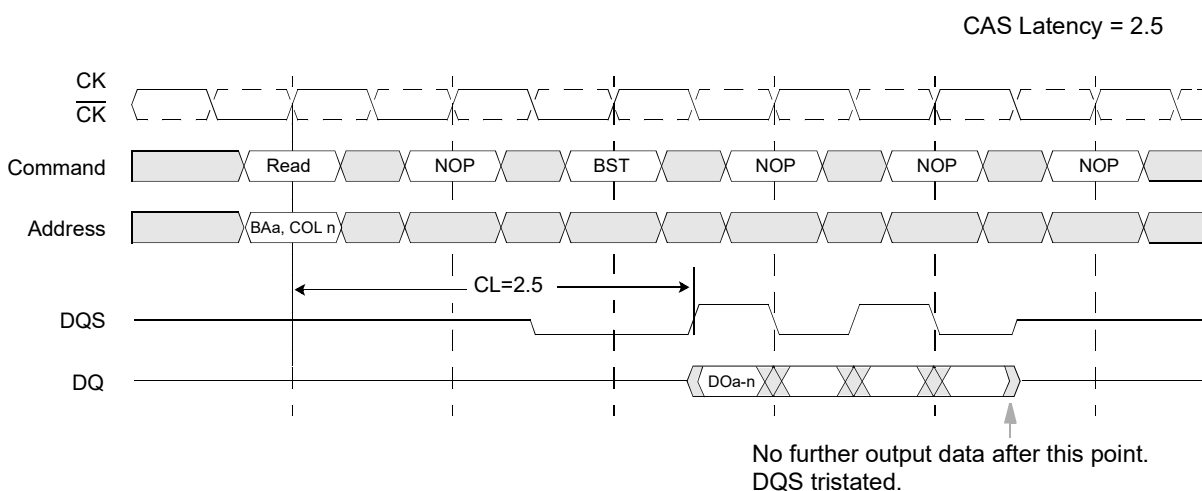 CAS Latency = 2.5
CK
CK
Command Read NOP BST NOP NOP NOP
Address BAa, COL n
CL=2.5
DQS
DQ DOa-n
No further output data after this point.
DQS tristated.